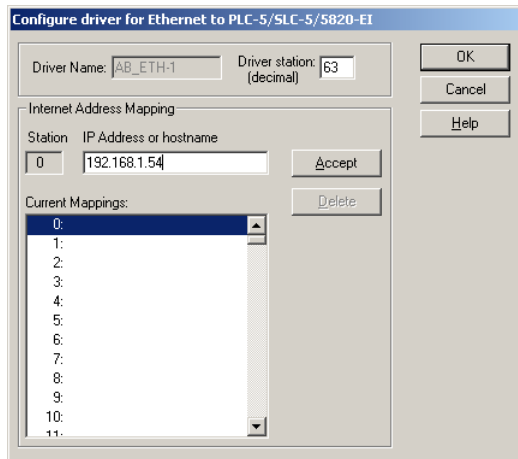 Configure driver for Ethernet to PLC-5/SLC-5/5820-EI
Driver Name: AB_ETH-1
Driver station: 63
(decimal)
OK
Cancel
Help
Internet Address Mapping
Station IP Address or hostname
0 192.168.1.54
Accept
Delete
Current Mappings:
0:
1:
2:
3:
4:
5:
6:
7:
8:
9:
10:
11: